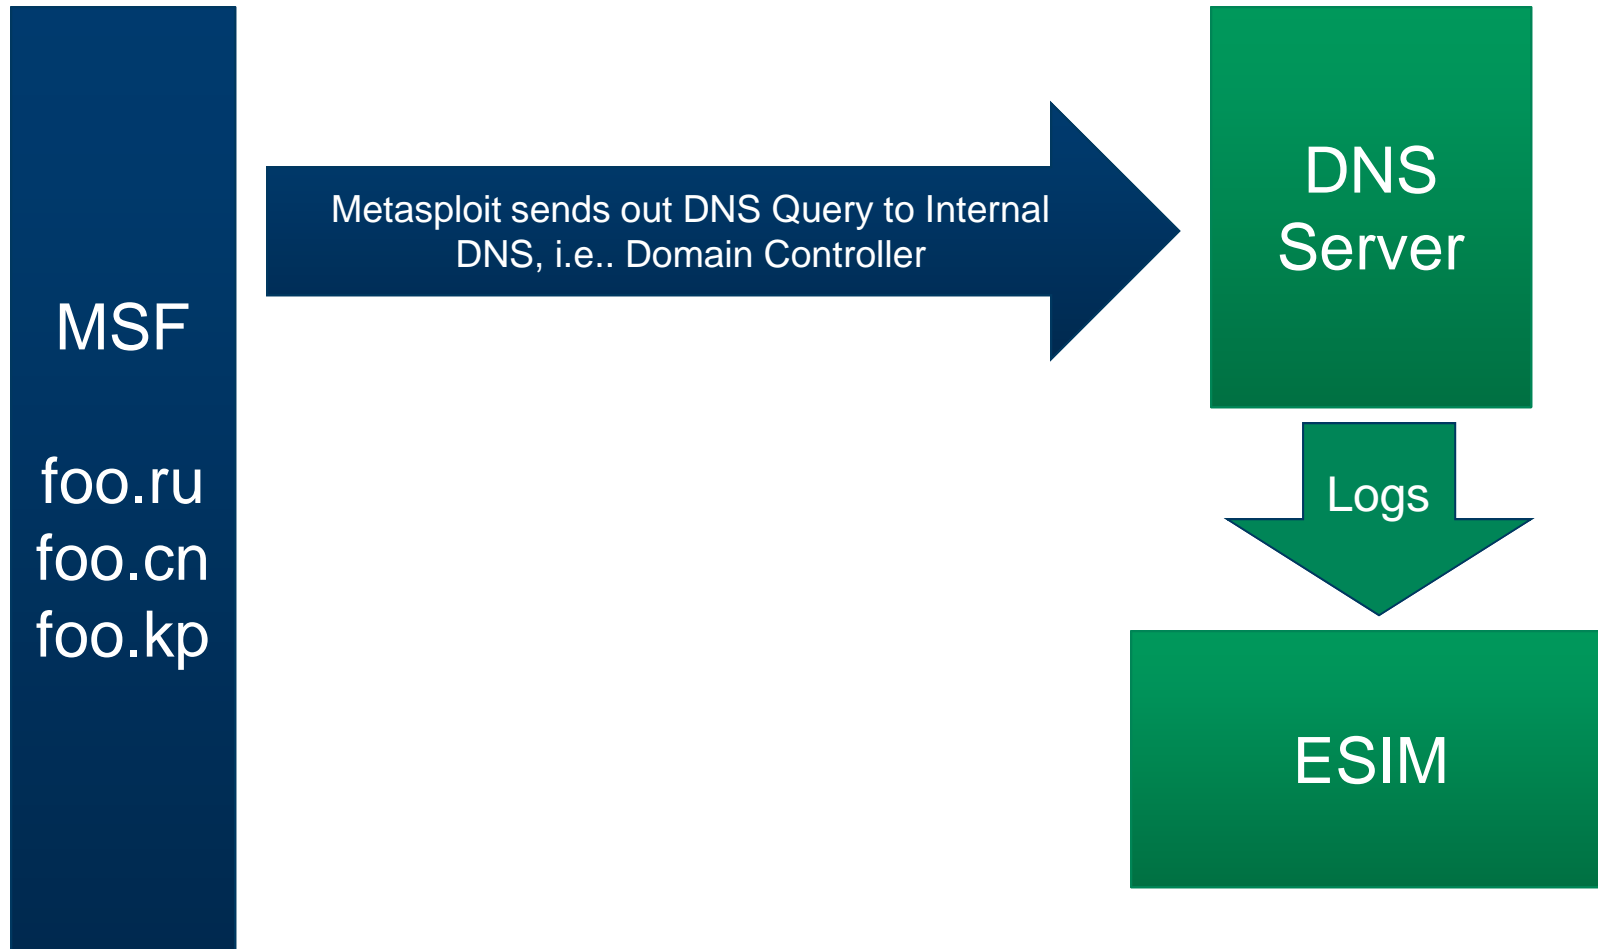 MSF
foo.ru
foo.cn
foo.kp
Metasploit sends out DNS Query to Internal
DNS, i.e.. Domain Controller
DNS
Server
Logs
ESIM